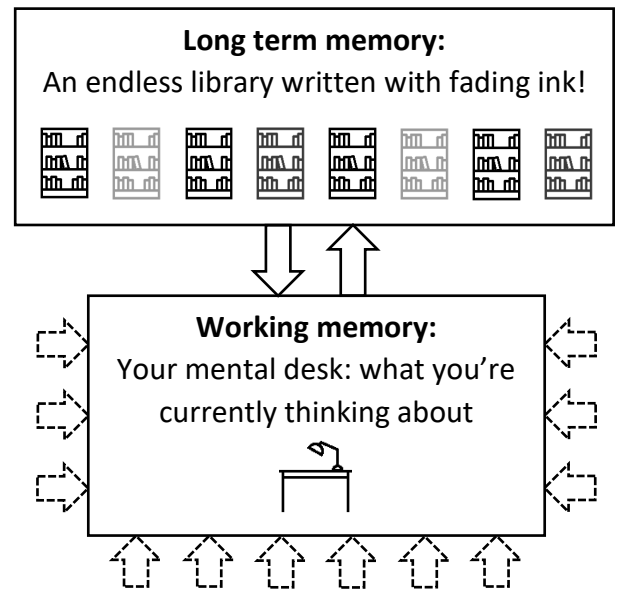 Long term memory:
An endless library written with fading ink!
Working memory:
Your mental desk: what you’re
currently thinking about